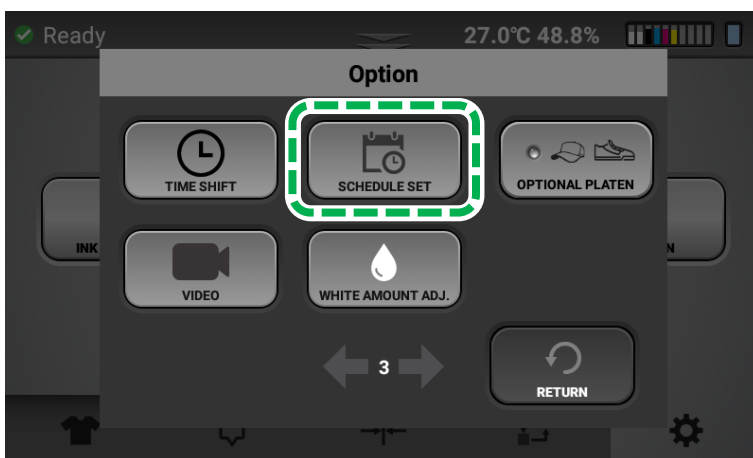 Ready 27.0℃ 48.8%
Option
TIME SHIFT
SCHEDULE SET
OPTIONAL PLATEN
INK
N
VIDEO
WHITE AMOUNT ADJ.
3
RETURN